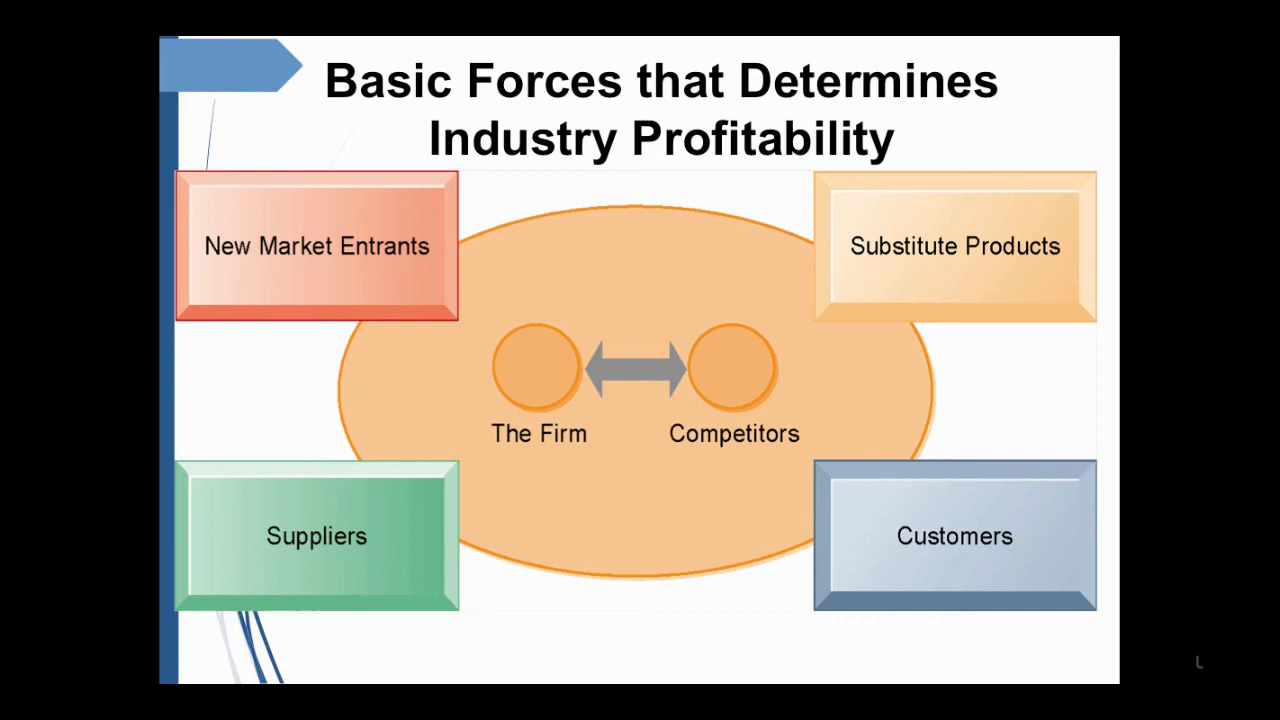 Basic Forces that Determines
Industry Profitability
New Market Entrants
Substitute Products
The Firm
Competitors
Suppliers
Customers